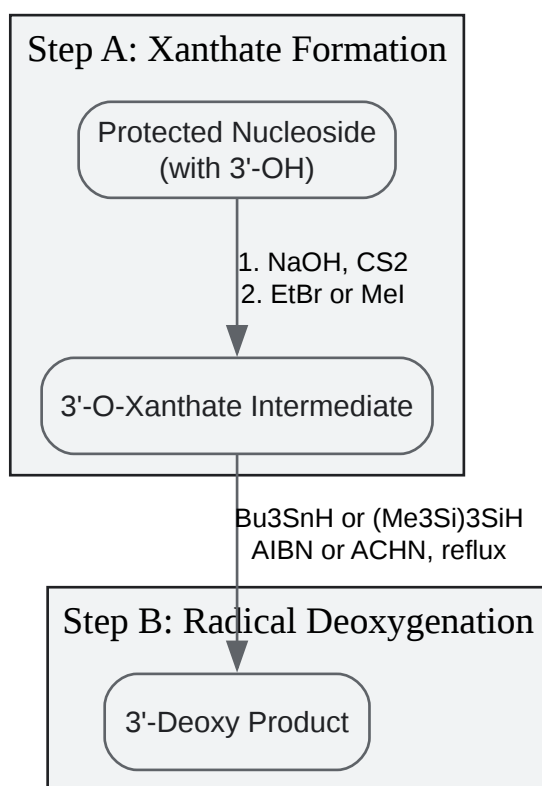 Step A: Xanthate Formation
Protected Nucleoside
(with 3'-OH)
1. NaOH, CS2
2. EtBr or MeI
3'-O-Xanthate Intermediate
Bu3SnH or (Me3Si)3SiH
AIBN or ACHN, reflux
Step B: Radical Deoxygenation
3'-Deoxy Product